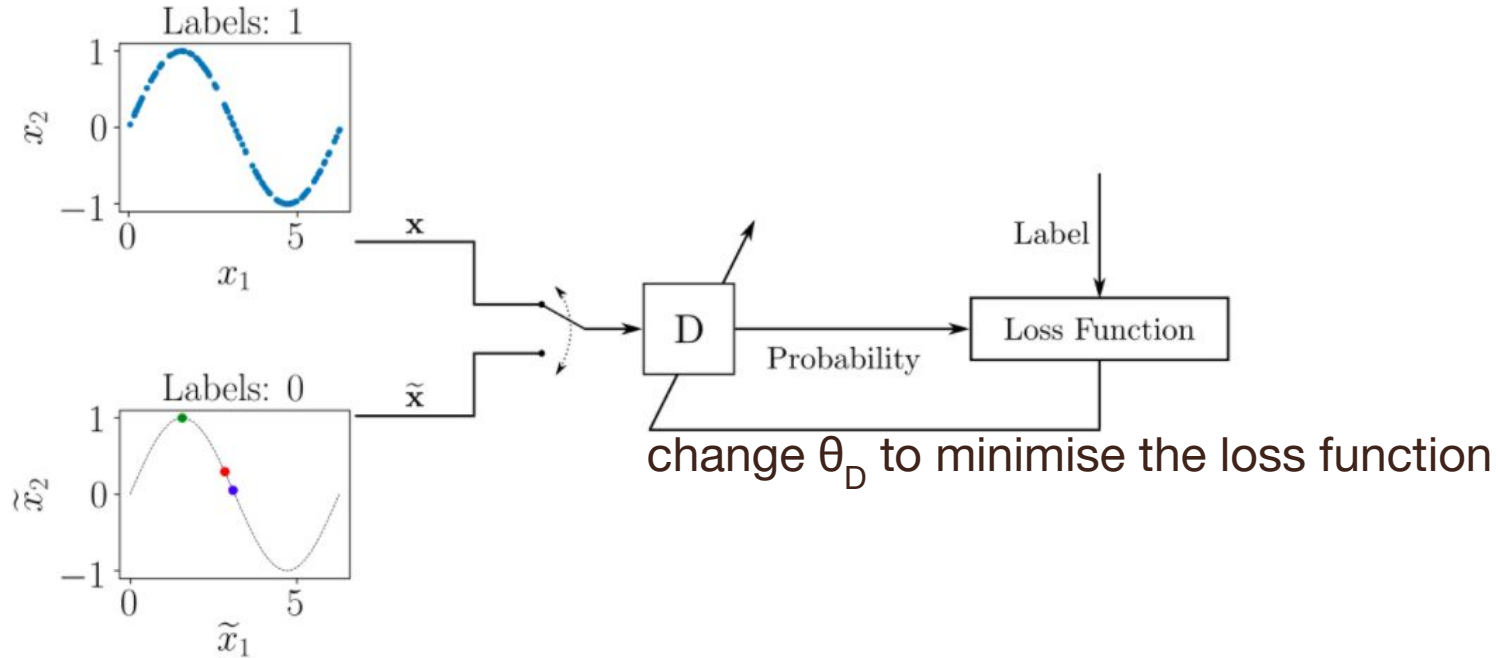 Labels: 1
1
0
−1
x₂
0
5
x₁
x
Labels: 0
1
0
−1
x̃₂
0
5
x̃₁
x̃
D
Probability
Label
Loss Function
change θ_D to minimise the loss function